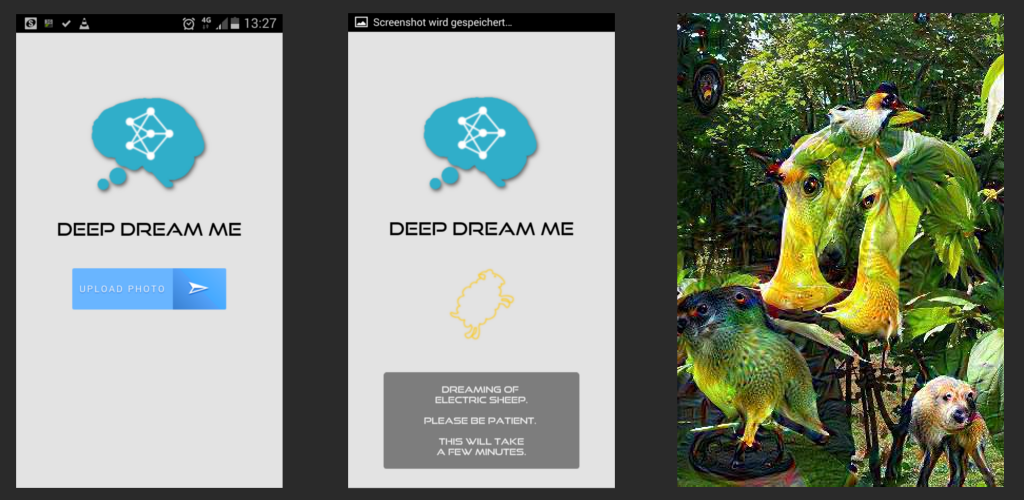 4G 13:27
DEEP DREAM ME
UPLOAD PHOTO
Screenshot wird gespeichert...
DEEP DREAM ME
DREAMING OF
ELECTRIC SHEEP.
PLEASE BE PATIENT.
THIS WILL TAKE
A FEW MINUTES.